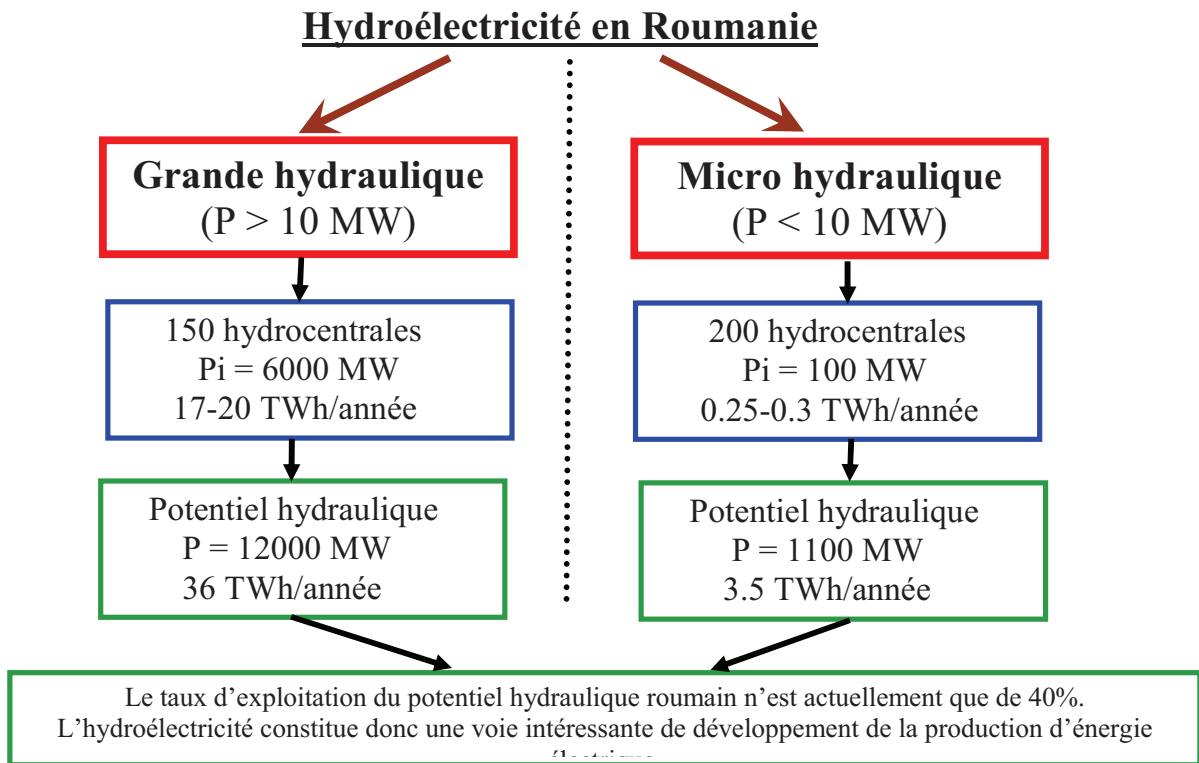 Hydroélectricité en Roumanie
Grande hydraulique
(P > 10 MW)
Micro hydraulique
(P < 10 MW)
150 hydrocentrales
Pi = 6000 MW
17-20 TWh/année
200 hydrocentrales
Pi = 100 MW
0.25-0.3 TWh/année
Potentiel hydraulique
P = 12000 MW
36 TWh/année
Potentiel hydraulique
P = 1100 MW
3.5 TWh/année
Le taux d’exploitation du potentiel hydraulique roumain n’est actuellement que de 40%.
L’hydroélectricité constitue donc une voie intéressante de développement de la production d’énergie